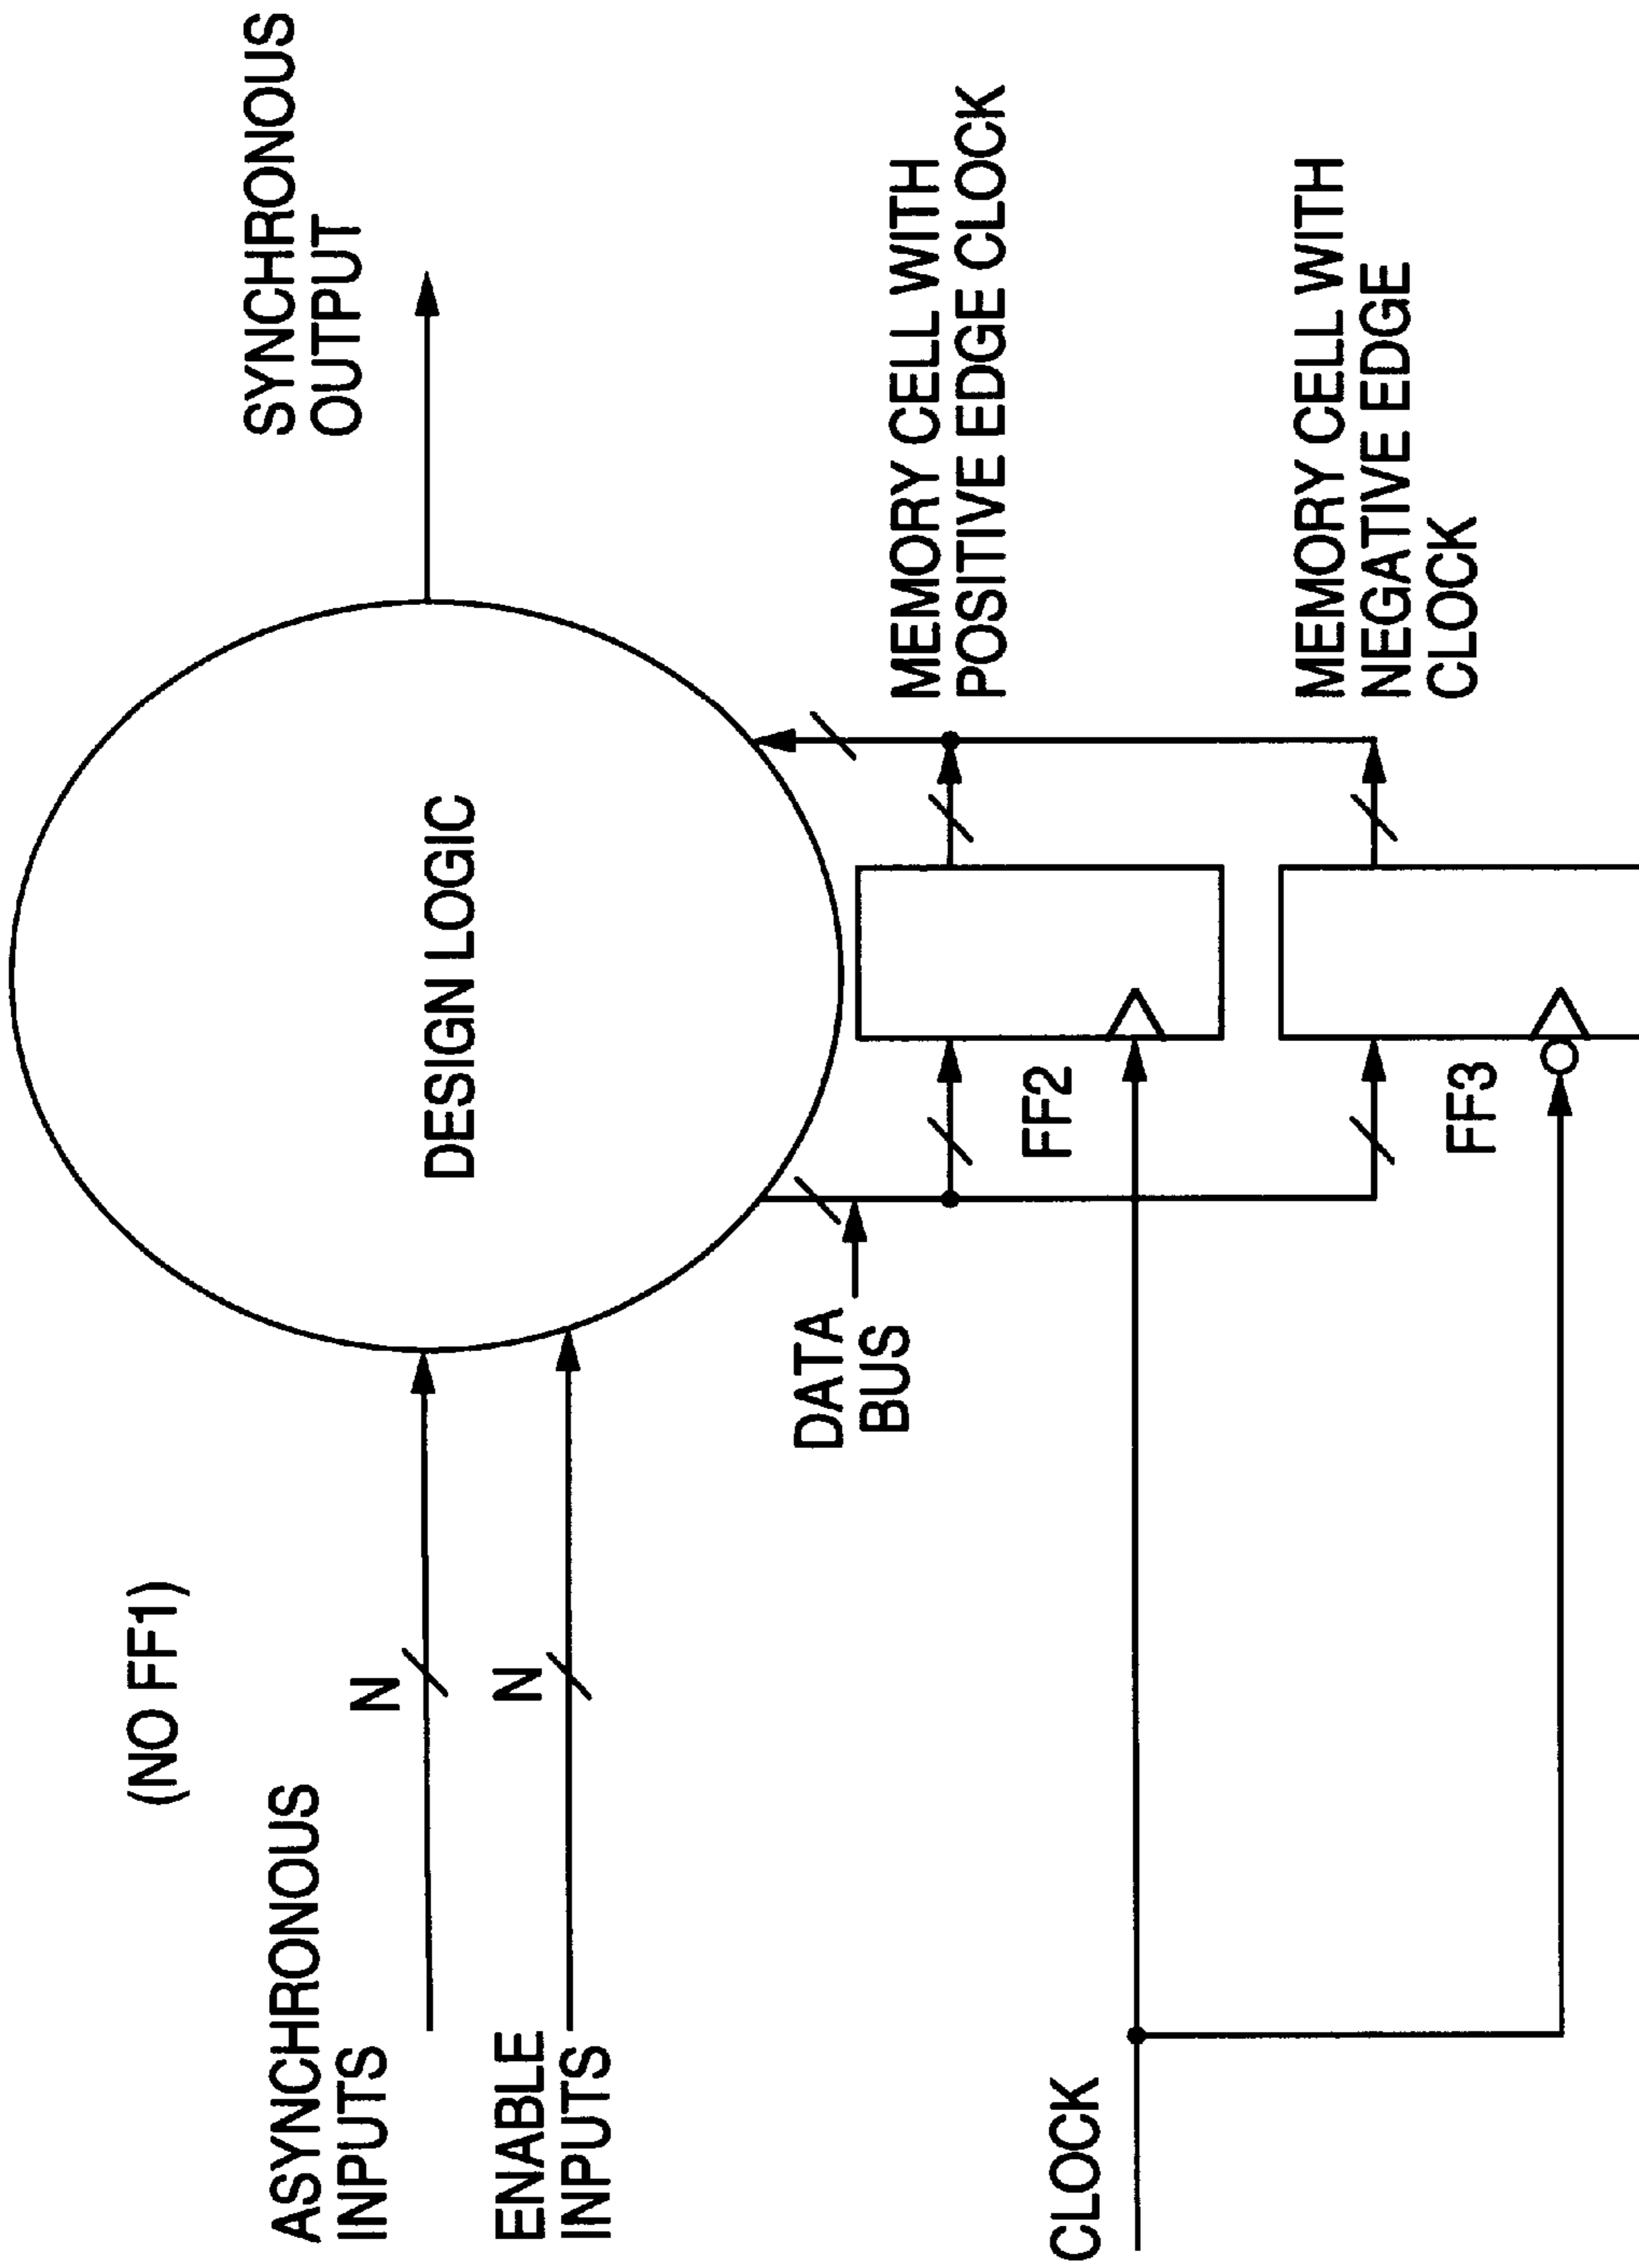 (NO FF1)
ASYNCHRONOUS
INPUTS
N
ENABLE
INPUTS
N
DESIGN LOGIC
SYNCHRONOUS
OUTPUT
DATA
BUS
MEMORY CELL WITH
POSITIVE EDGE CLOCK
FF2
CLOCK
MEMORY CELL WITH
NEGATIVE EDGE
CLOCK
FF3